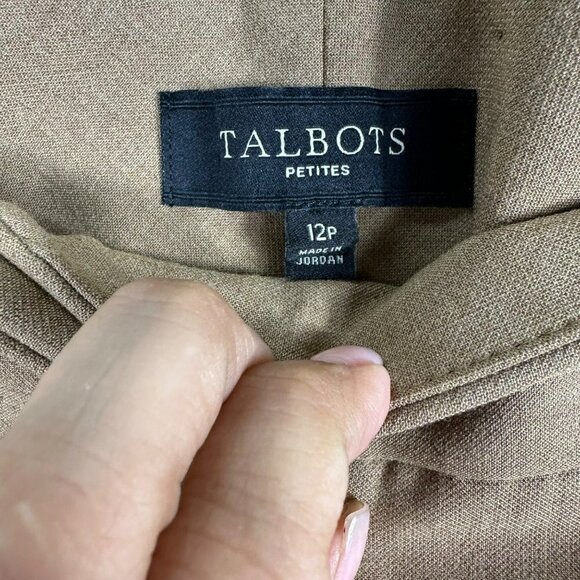 TALBOTS
PETITES
12P
MADE IN
JORDAN